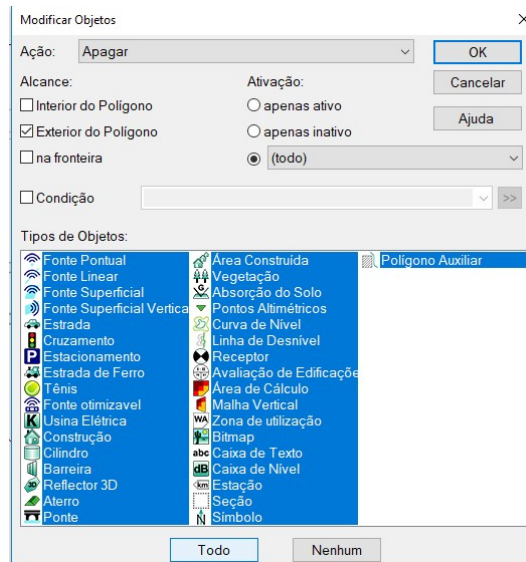 Modificar Objetos
Ação: Apagar
OK
Alcance:
Ativação:
Cancelar
Interior do Polígono
apenas ativo
Ajuda
Exterior do Polígono
apenas inativo
na fronteira
(todo)
Condição
>>
Tipos de Objetos:
Fonte Pontual
Fonte Linear
Fonte Superficial
Fonte Superficial Vertica
Estrada
Cruzamento
Estacionamento
Estrada de Ferro
Tênis
Fonte otimizavel
Usina Elétrica
Construção
Cilindro
Barreira
Reflector 3D
Aterro
Ponte
Área Construída
Vegetação
Absorção do Solo
Pontos Altimétricos
Curva de Nível
Linha de Desnível
Receptor
Avaliação de Edificaçõe
Área de Cálculo
Malha Vertical
Zona de utilização
Bitmap
abc Caixa de Texto
dB Caixa de Nível
km Estação
Seção
Símbolo
Polígono Auxiliar
Todo
Nenhum